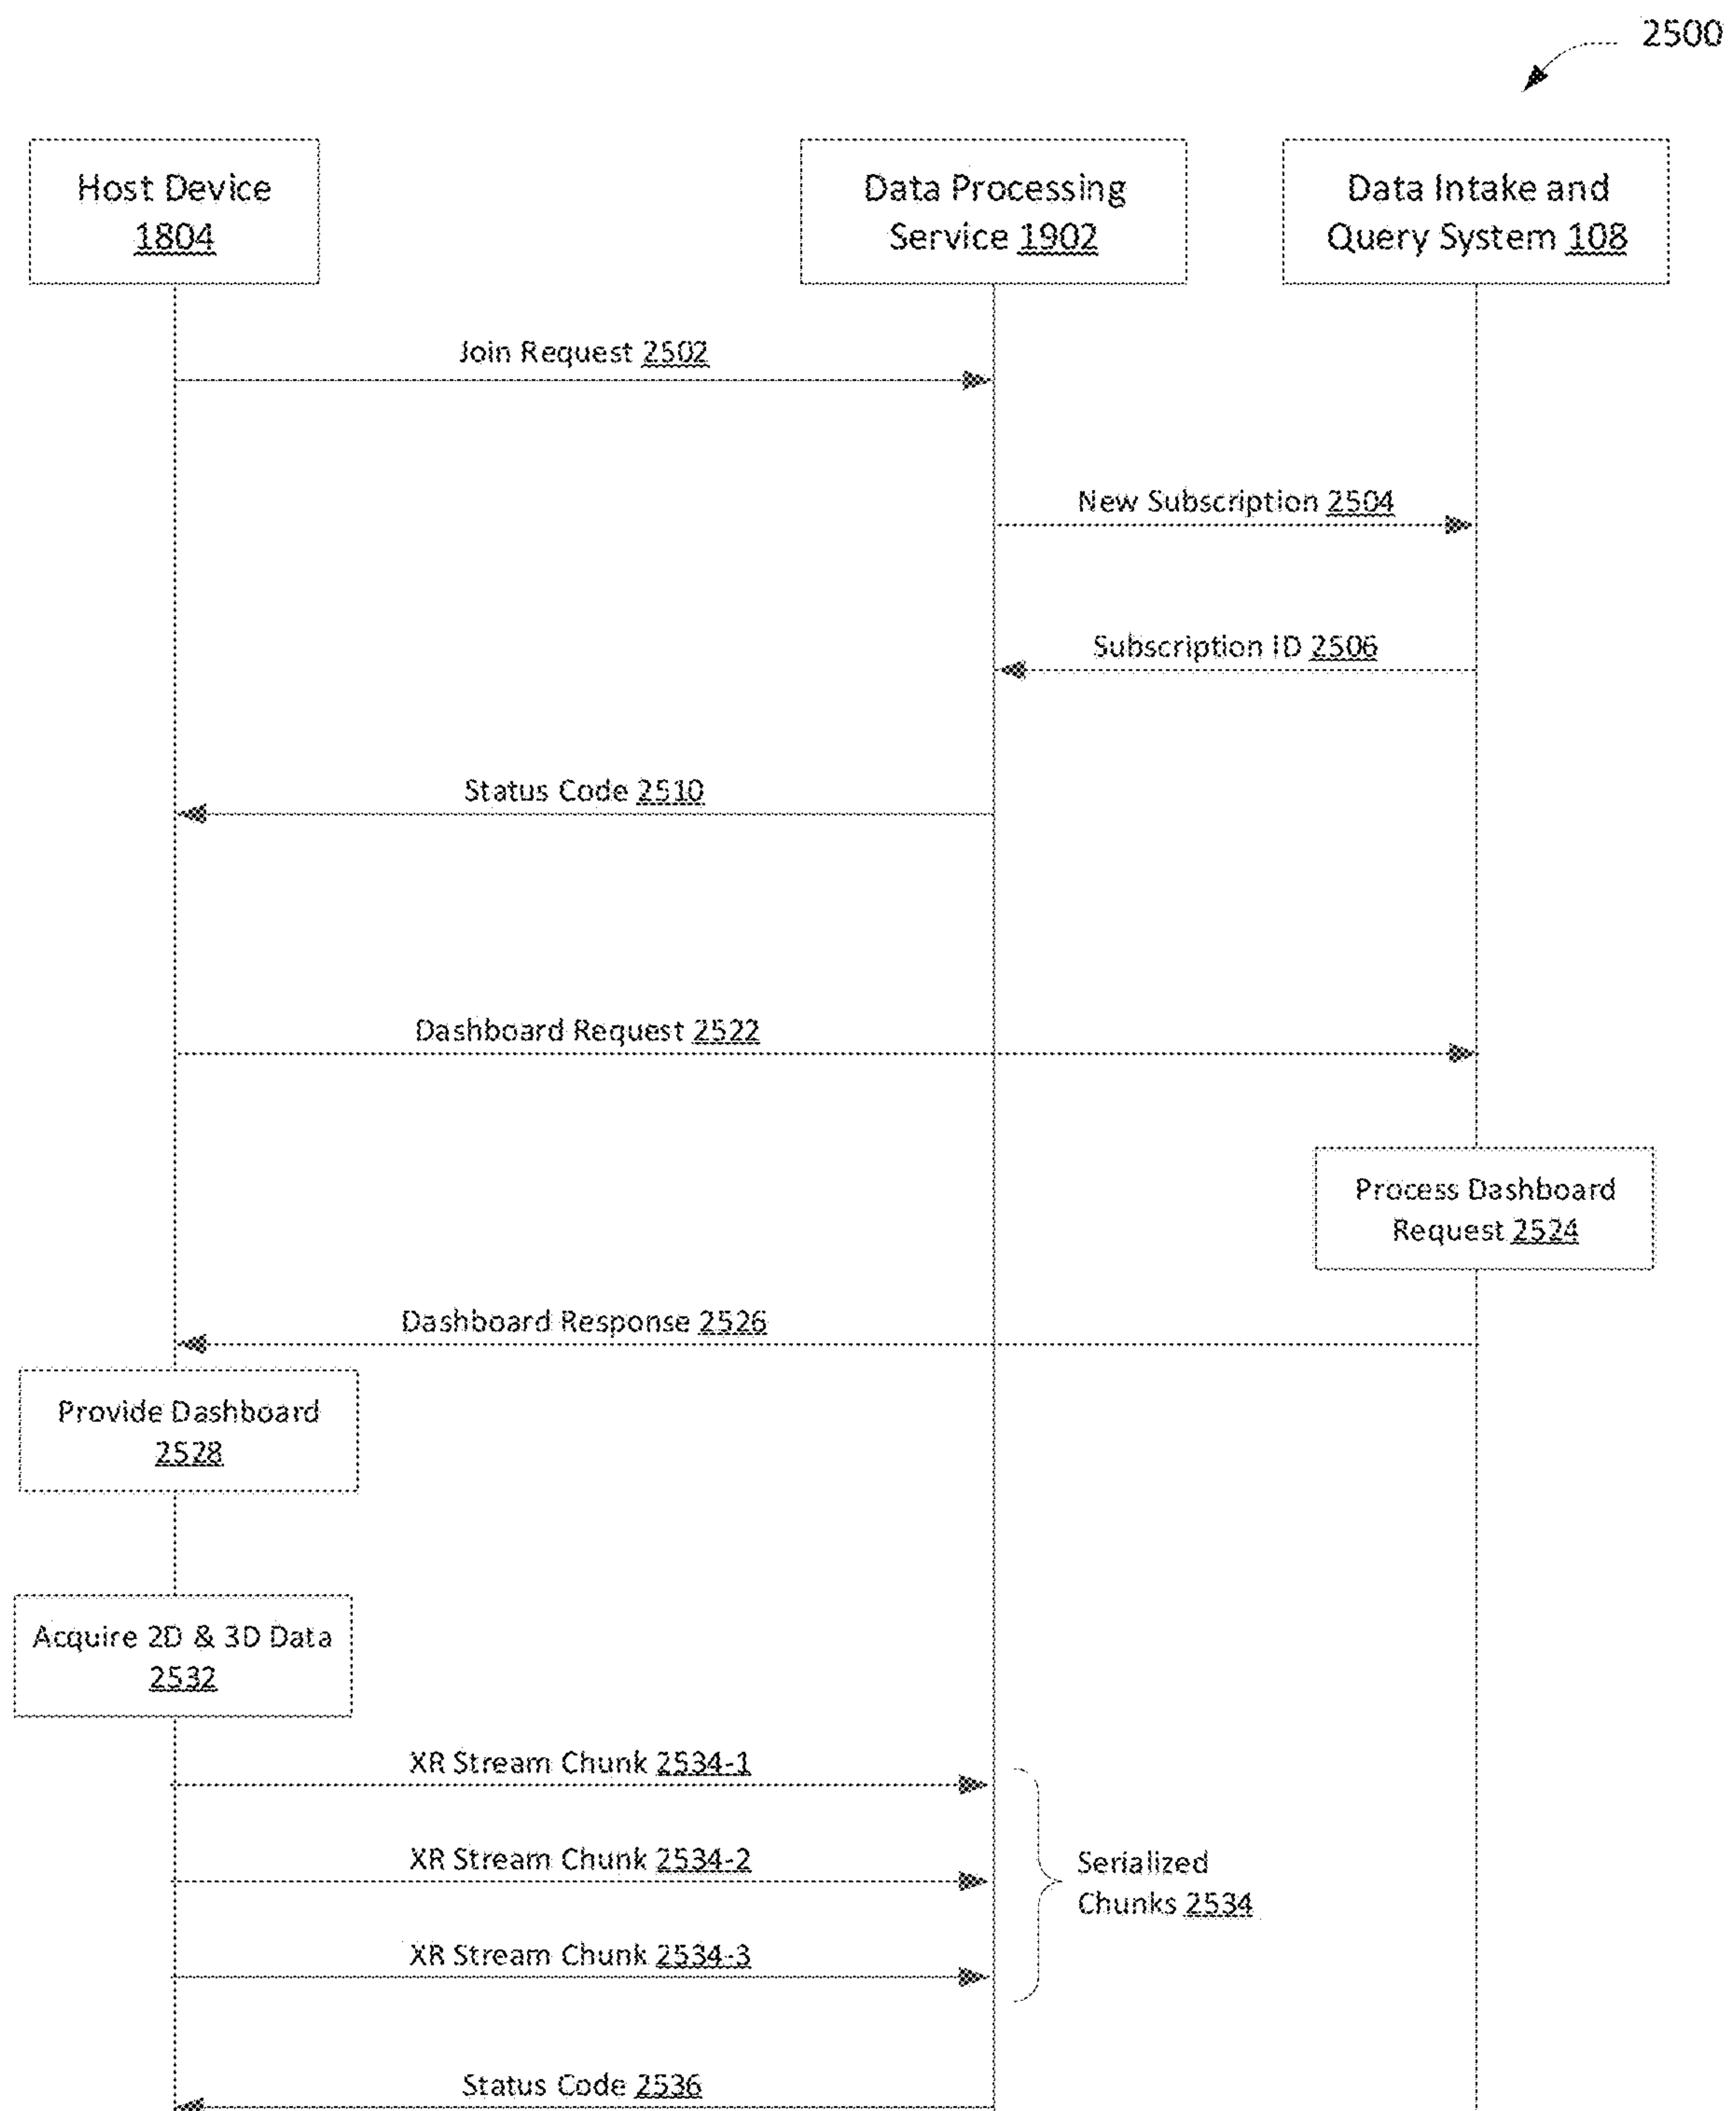 2500
Host Device
1804
Data Processing
Service 1902
Data Intake and
Query System 108
Join Request 2502
New Subscription 2504
Subscription ID 2506
Status Code 2510
Dashboard Request 2522
Process Dashboard
Request 2524
Dashboard Response 2526
Provide Dashboard
2528
Acquire 2D & 3D Data
2532
XR Stream Chunk 2534-1
XR Stream Chunk 2534-2
Serialized
Chunks 2534
XR Stream Chunk 2534-3
Status Code 2536